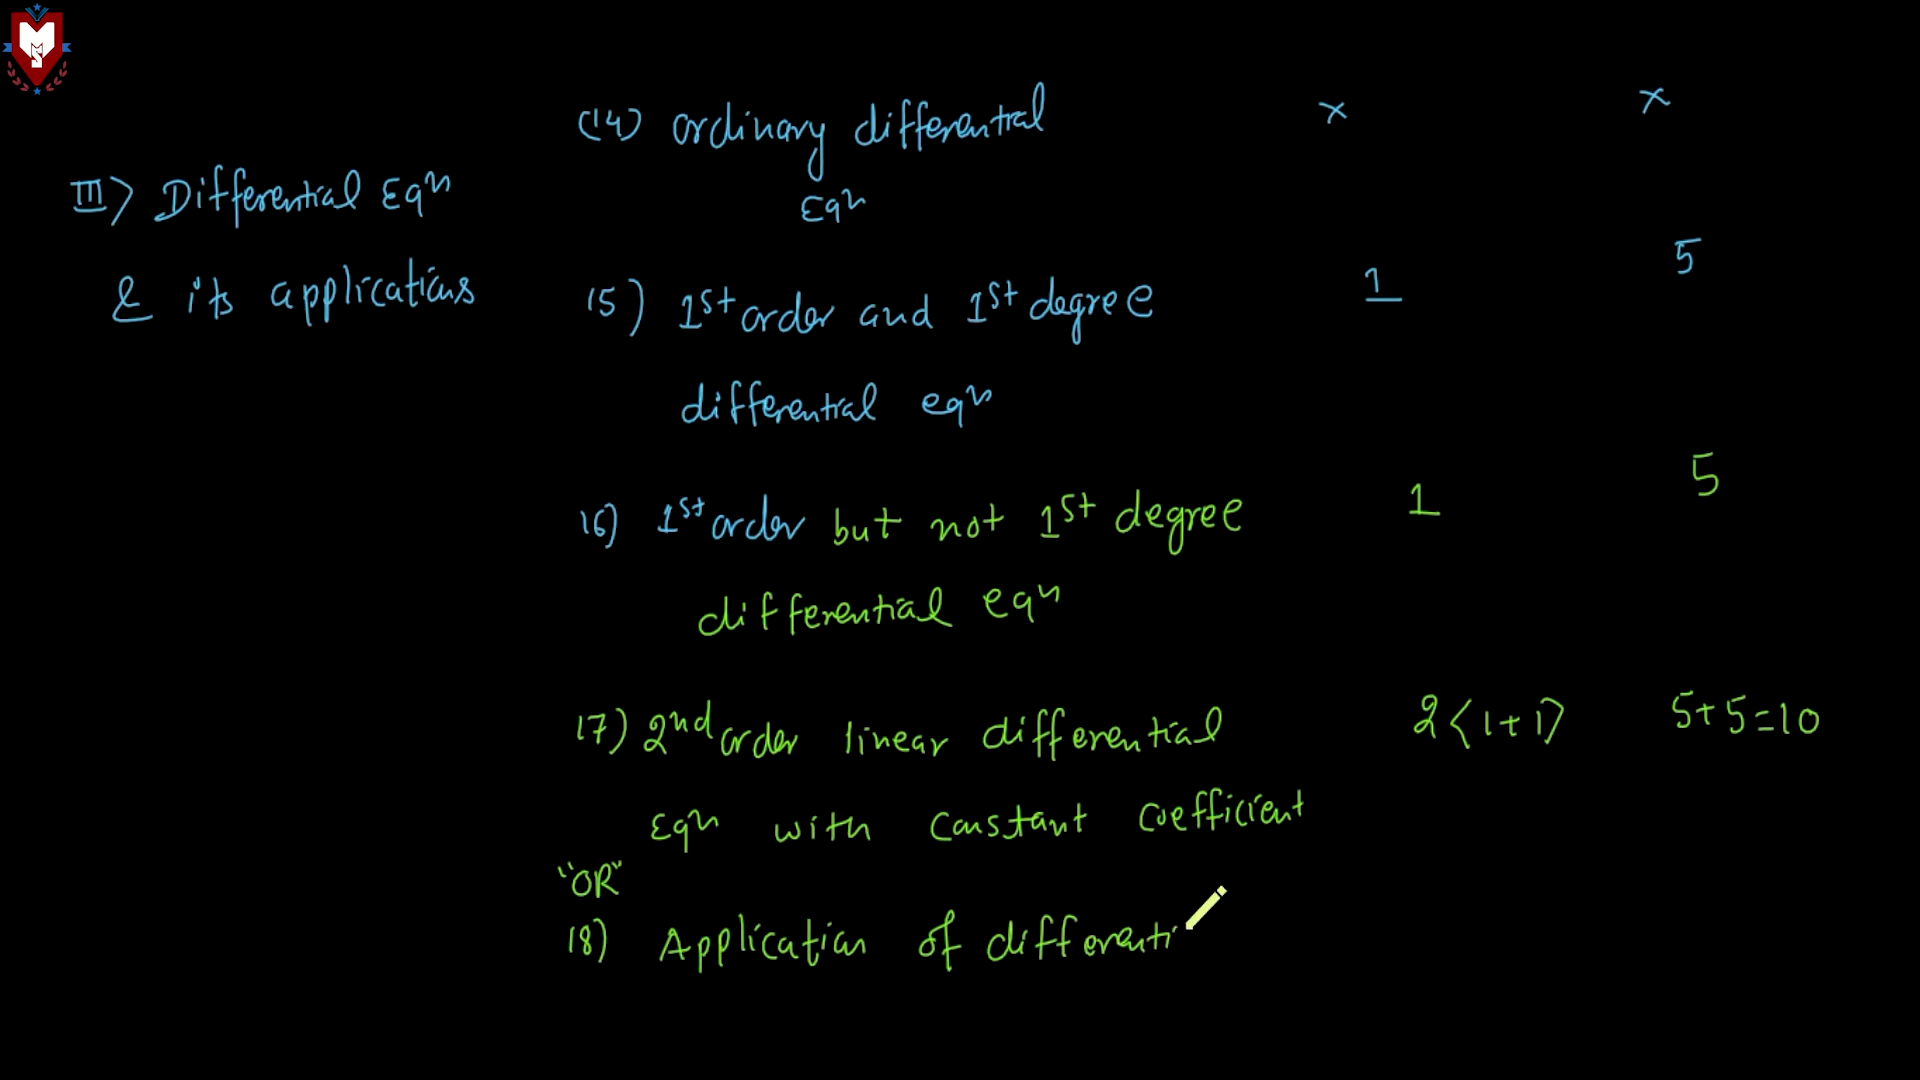 (14) ordinary differential × ×
III) Differential Eqn
Eqn
& its applications
15) 1st order and 1st degree 1 5
differential eqn
16) 1st order but not 1st degree 1 5
differential eqn
17) 2nd order linear differential 2 (1+1) 5+5=10
Eqn with constant coefficient
"OR"
18) Application of differenti